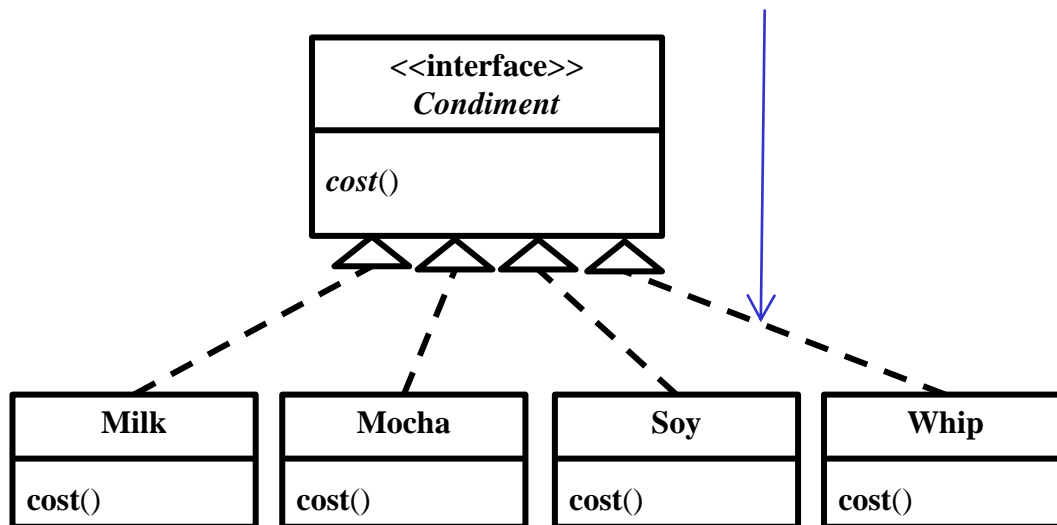 <<interface>>
Condiment
cost()
Milk
Mocha
Soy
Whip
cost()
cost()
cost()
cost()